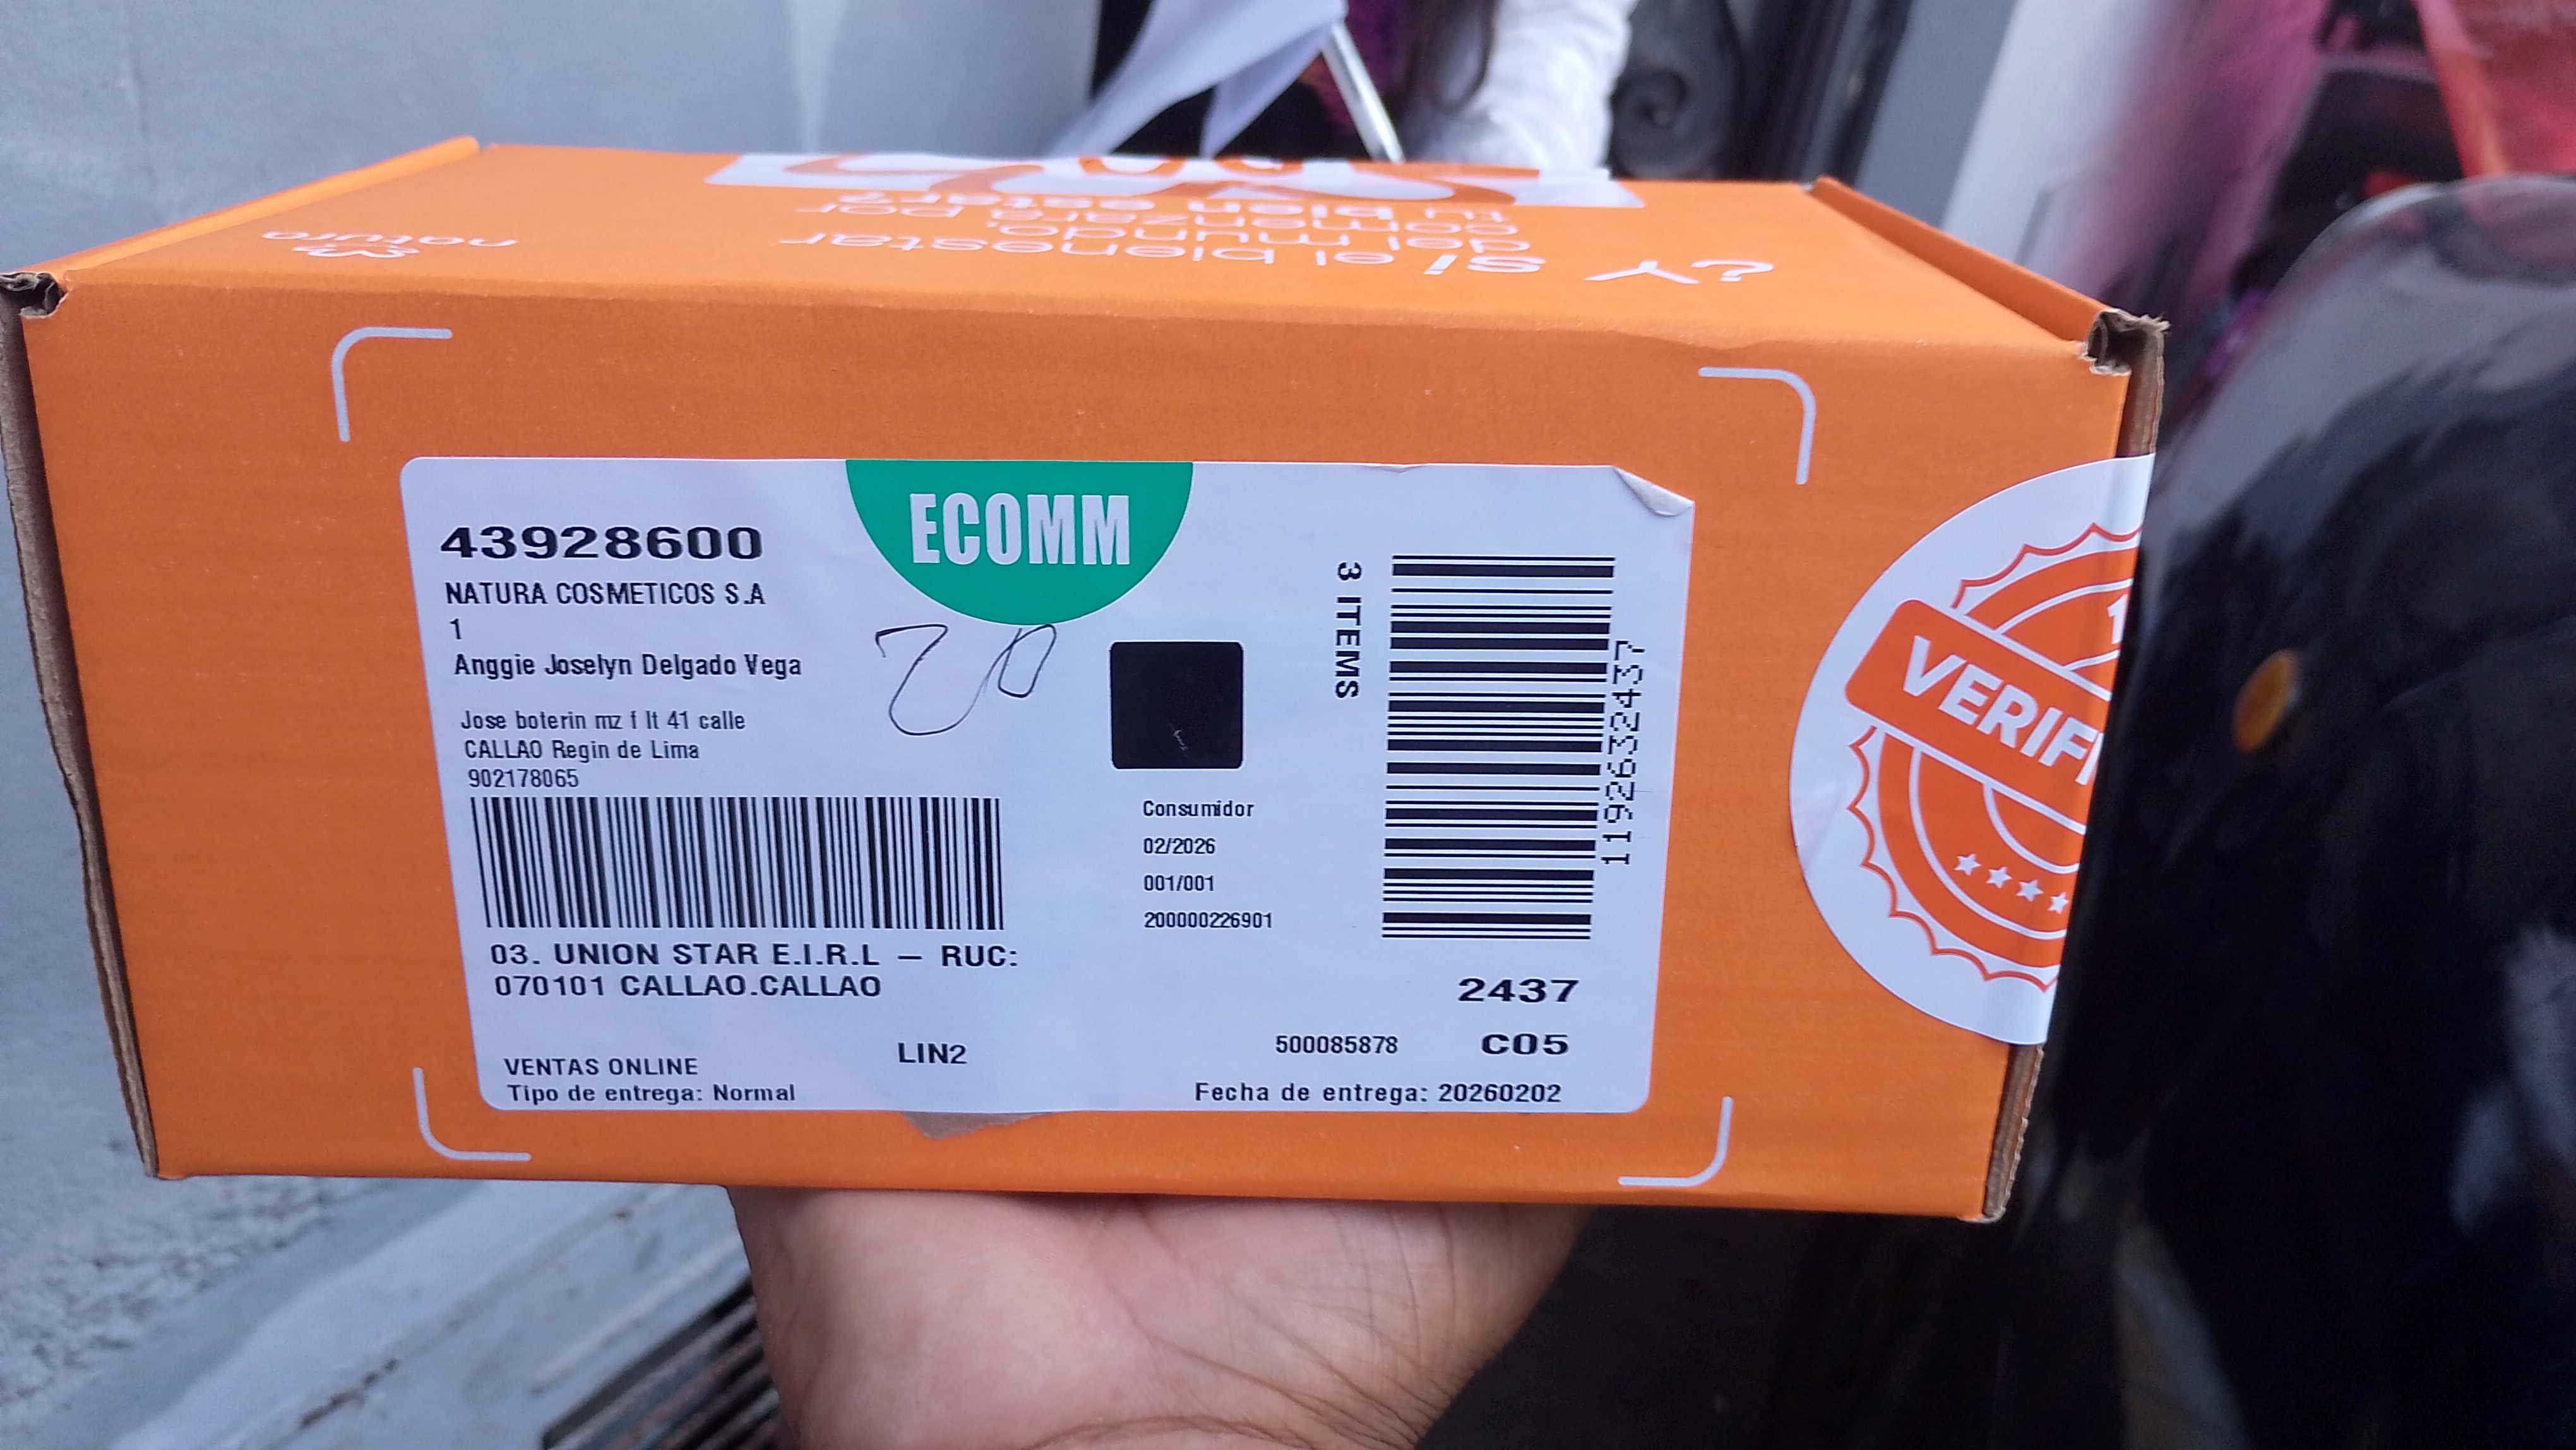 natura
¿Y si el bienestar
del mundo,
comenzara por
tu bien estar?
ECOMM
43928600
NATURA COSMETICOS S.A
1
Anggie Joselyn Delgado Vega
20
Jose boterin mz f lt 41 calle
CALLAO Regin de Lima
902178065
3 ITEMS
1192632437
Consumidor
02/2026
001/001
200000226901
03. UNION STAR E.I.R.L — RUC:
070101 CALLAO.CALLAO
2437
LIN2
500085878 C05
VENTAS ONLINE
Tipo de entrega: Normal
Fecha de entrega: 20260202
VERIFI